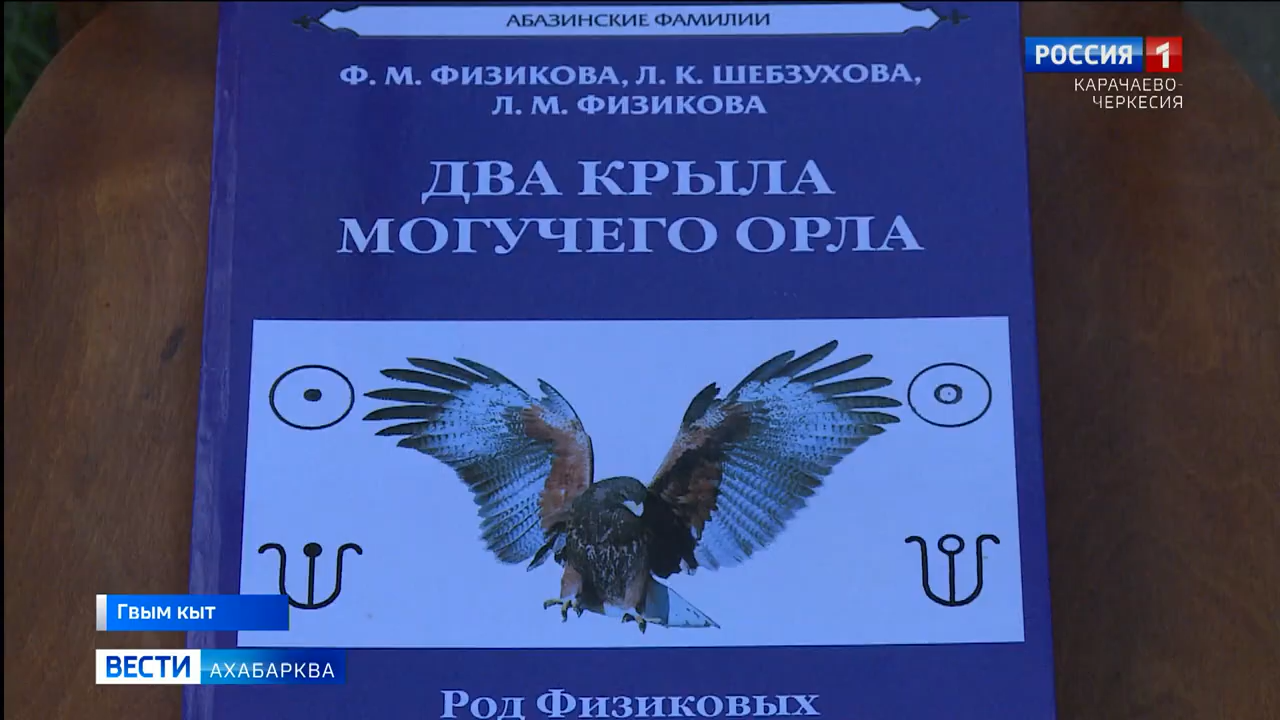 АБАЗИНСКИЕ ФАМИЛИИ
РОССИЯ 1
КАРАЧАЕВО-
ЧЕРКЕСИЯ
Ф. М. ФИЗИКОВА, Л. К. ШЕБЗУХОВА,
Л. М. ФИЗИКОВА
ДВА КРЫЛА
МОГУЧЕГО ОРЛА
Гвым кыт
ВЕСТИ АХАБАРКВА
Род Физиковых